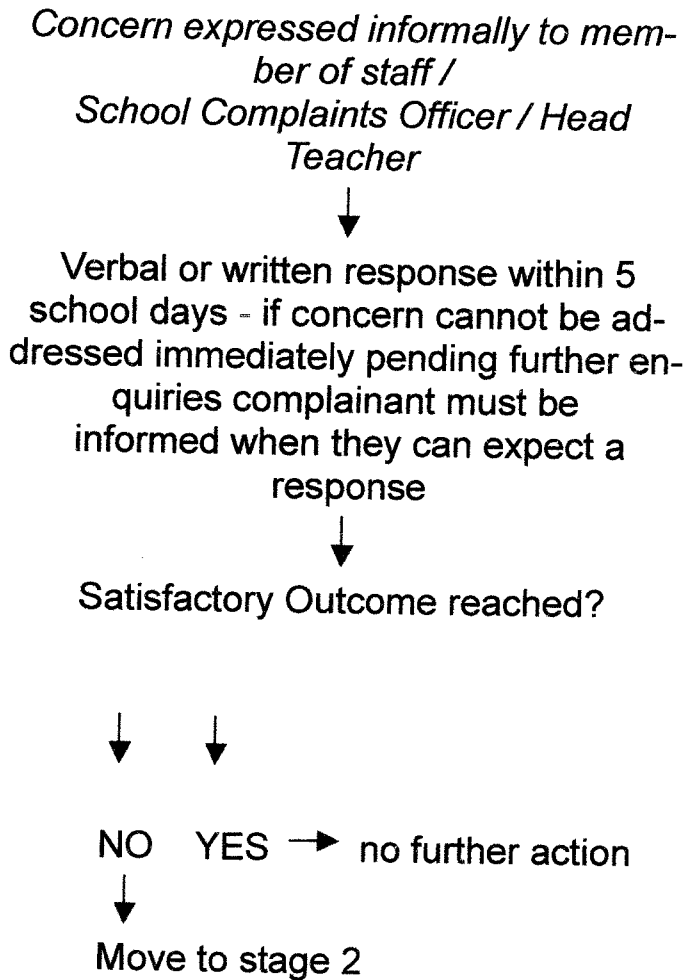 Concern expressed informally to mem-
ber of staff /
School Complaints Officer / Head
Teacher
Verbal or written response within 5
school days - if concern cannot be ad-
dressed immediately pending further en-
quiries complainant must be
informed when they can expect a
response
Satisfactory Outcome reached?
NO YES → no further action
Move to stage 2